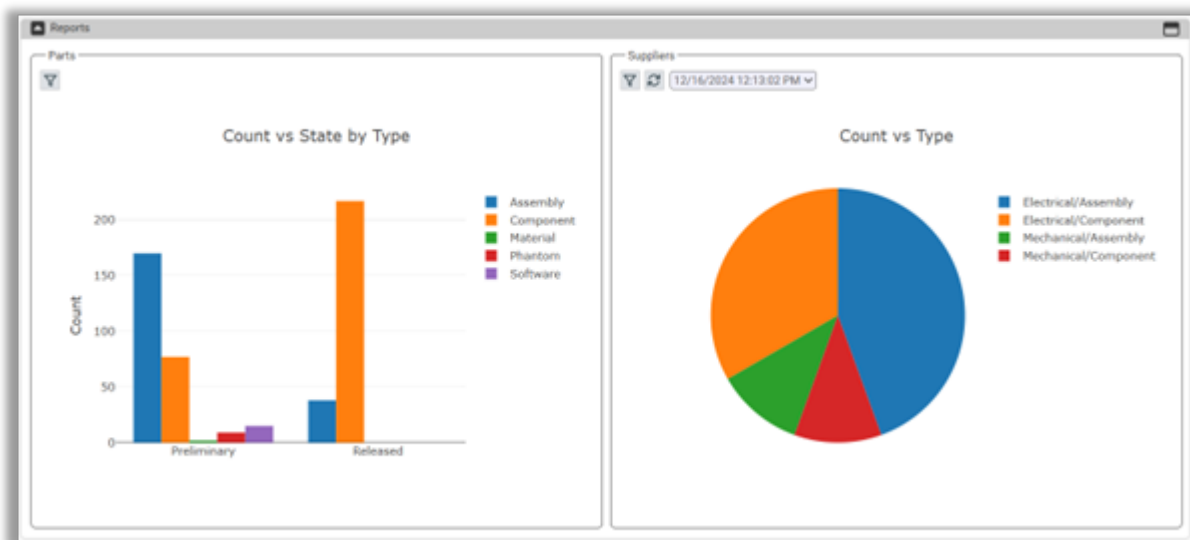 Reports
Parts
Count vs State by Type
Count
200
150
100
50
0
Preliminary
Released
Assembly
Component
Material
Phantom
Software
Suppliers
12/16/2024 12:13:02 PM
Count vs Type
Electrical/Assembly
Electrical/Component
Mechanical/Assembly
Mechanical/Component